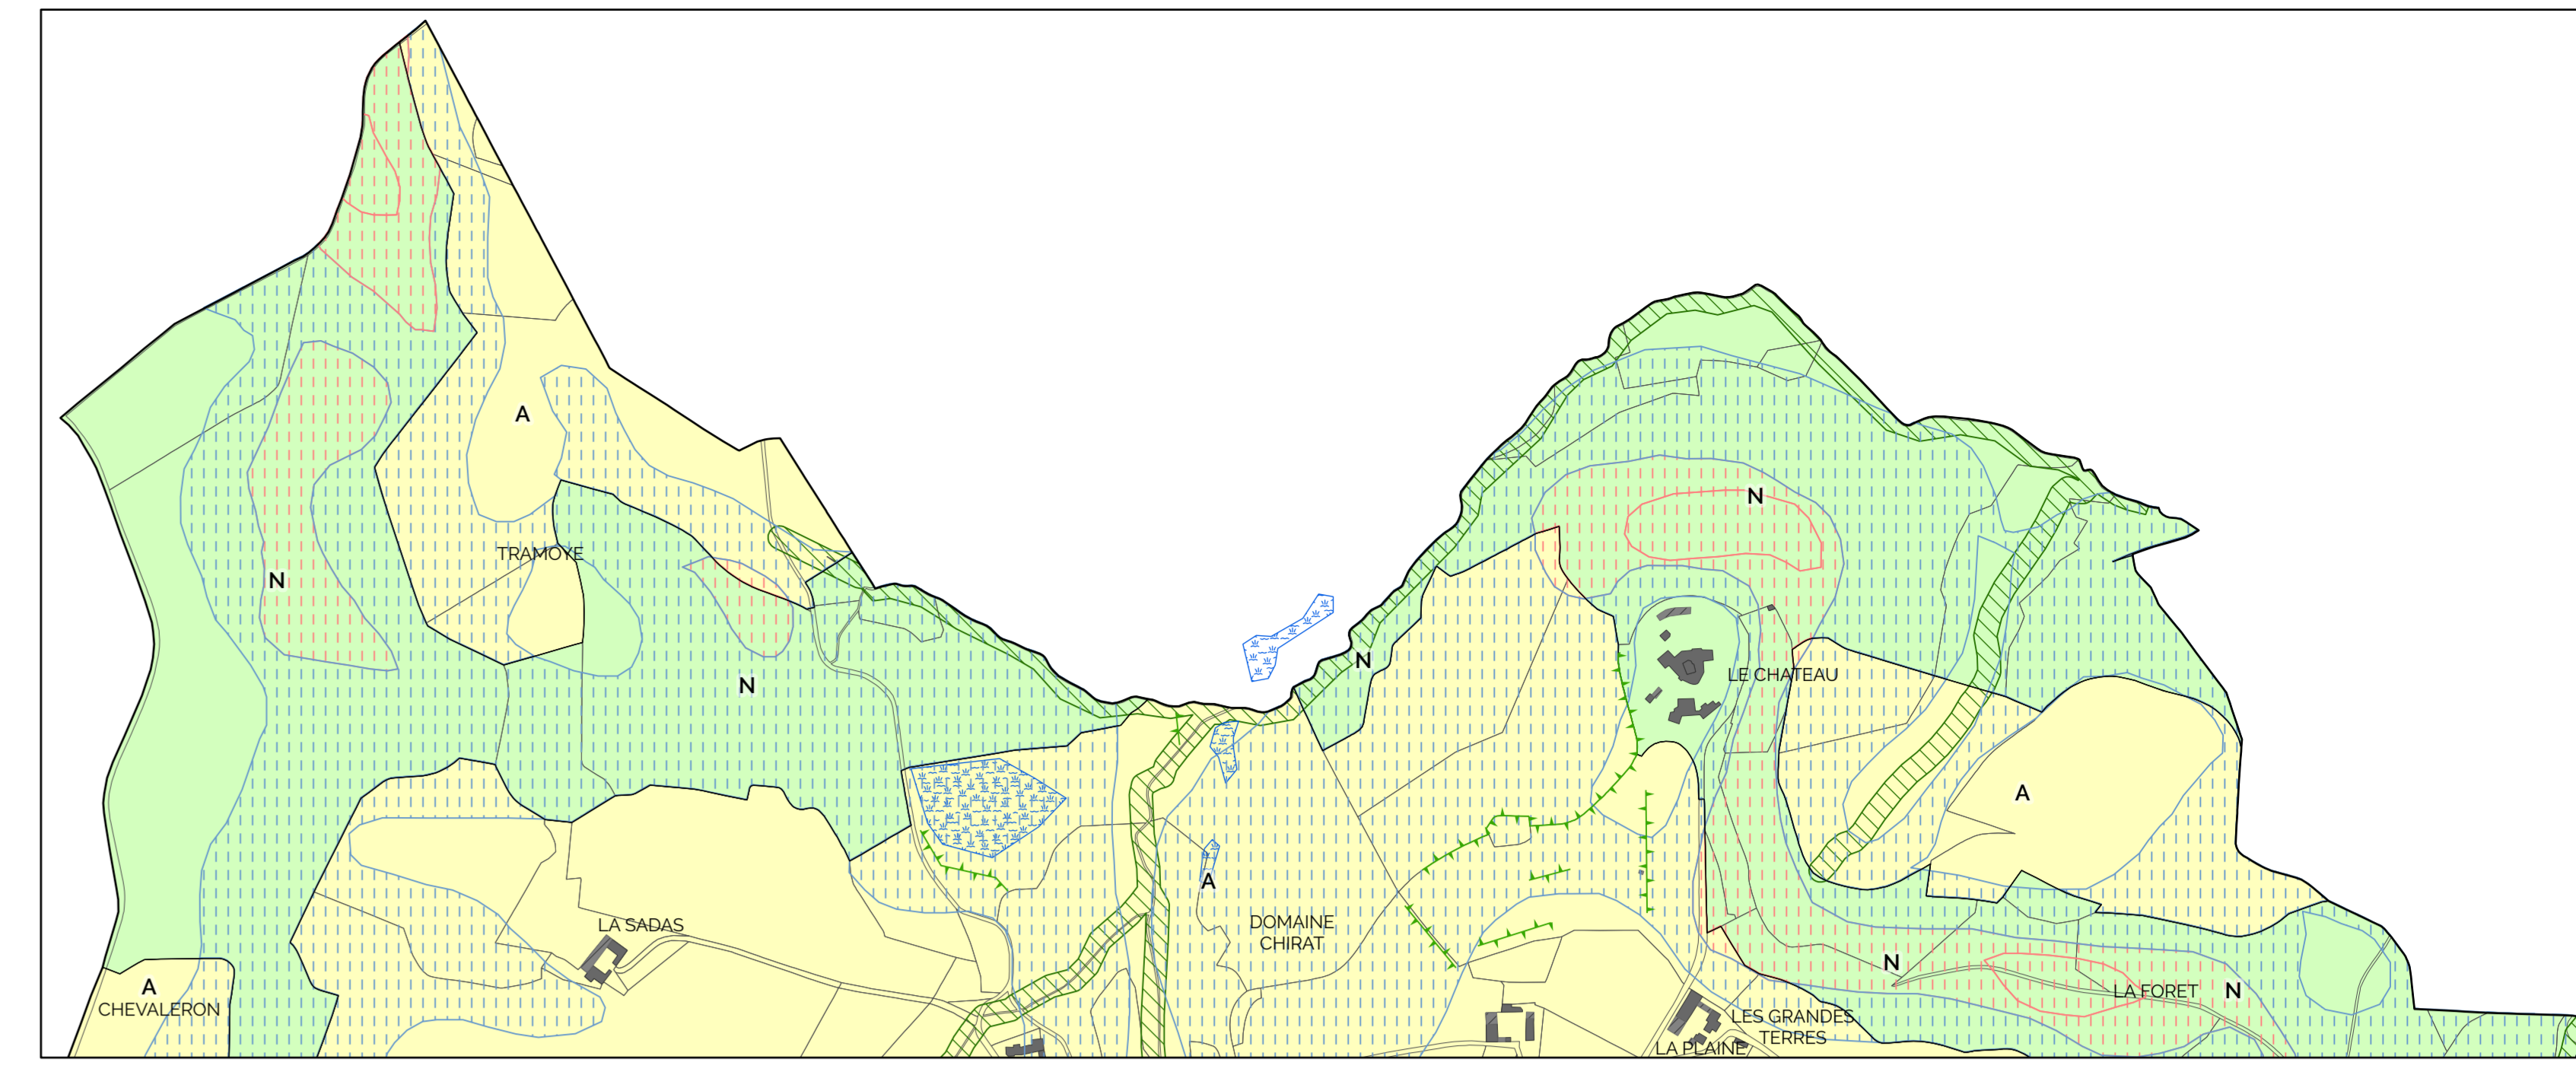 A
N
TRAMOYE
N
N
N
LE CHATEAU
N
A
A
LA SADAS
DOMAINE
CHIRAT
A
CHEVALERON
N
LA FORET
N
LES GRANDES
TERRES
LA PLAINE